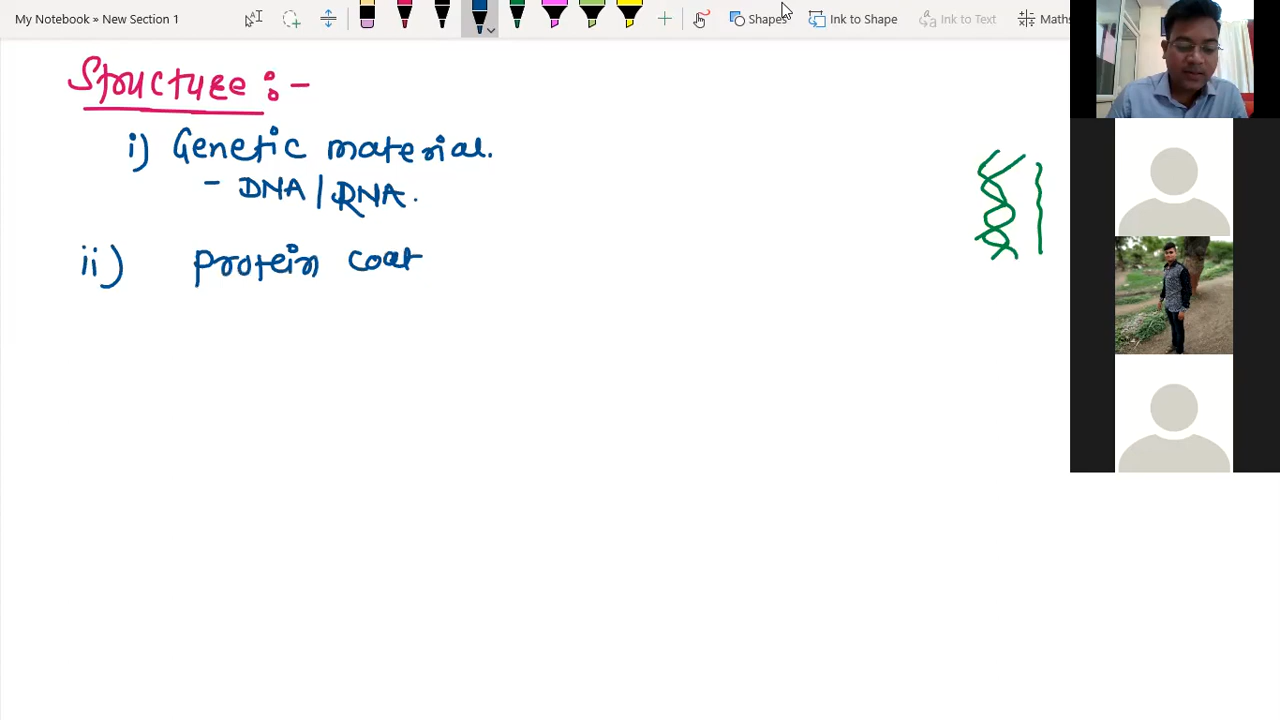 My Notebook » New Section 1
Shapes
Ink to Shape
Ink to Text
Maths
Structure :-
i) Genetic material.
- DNA / RNA.
ii) Protein coat